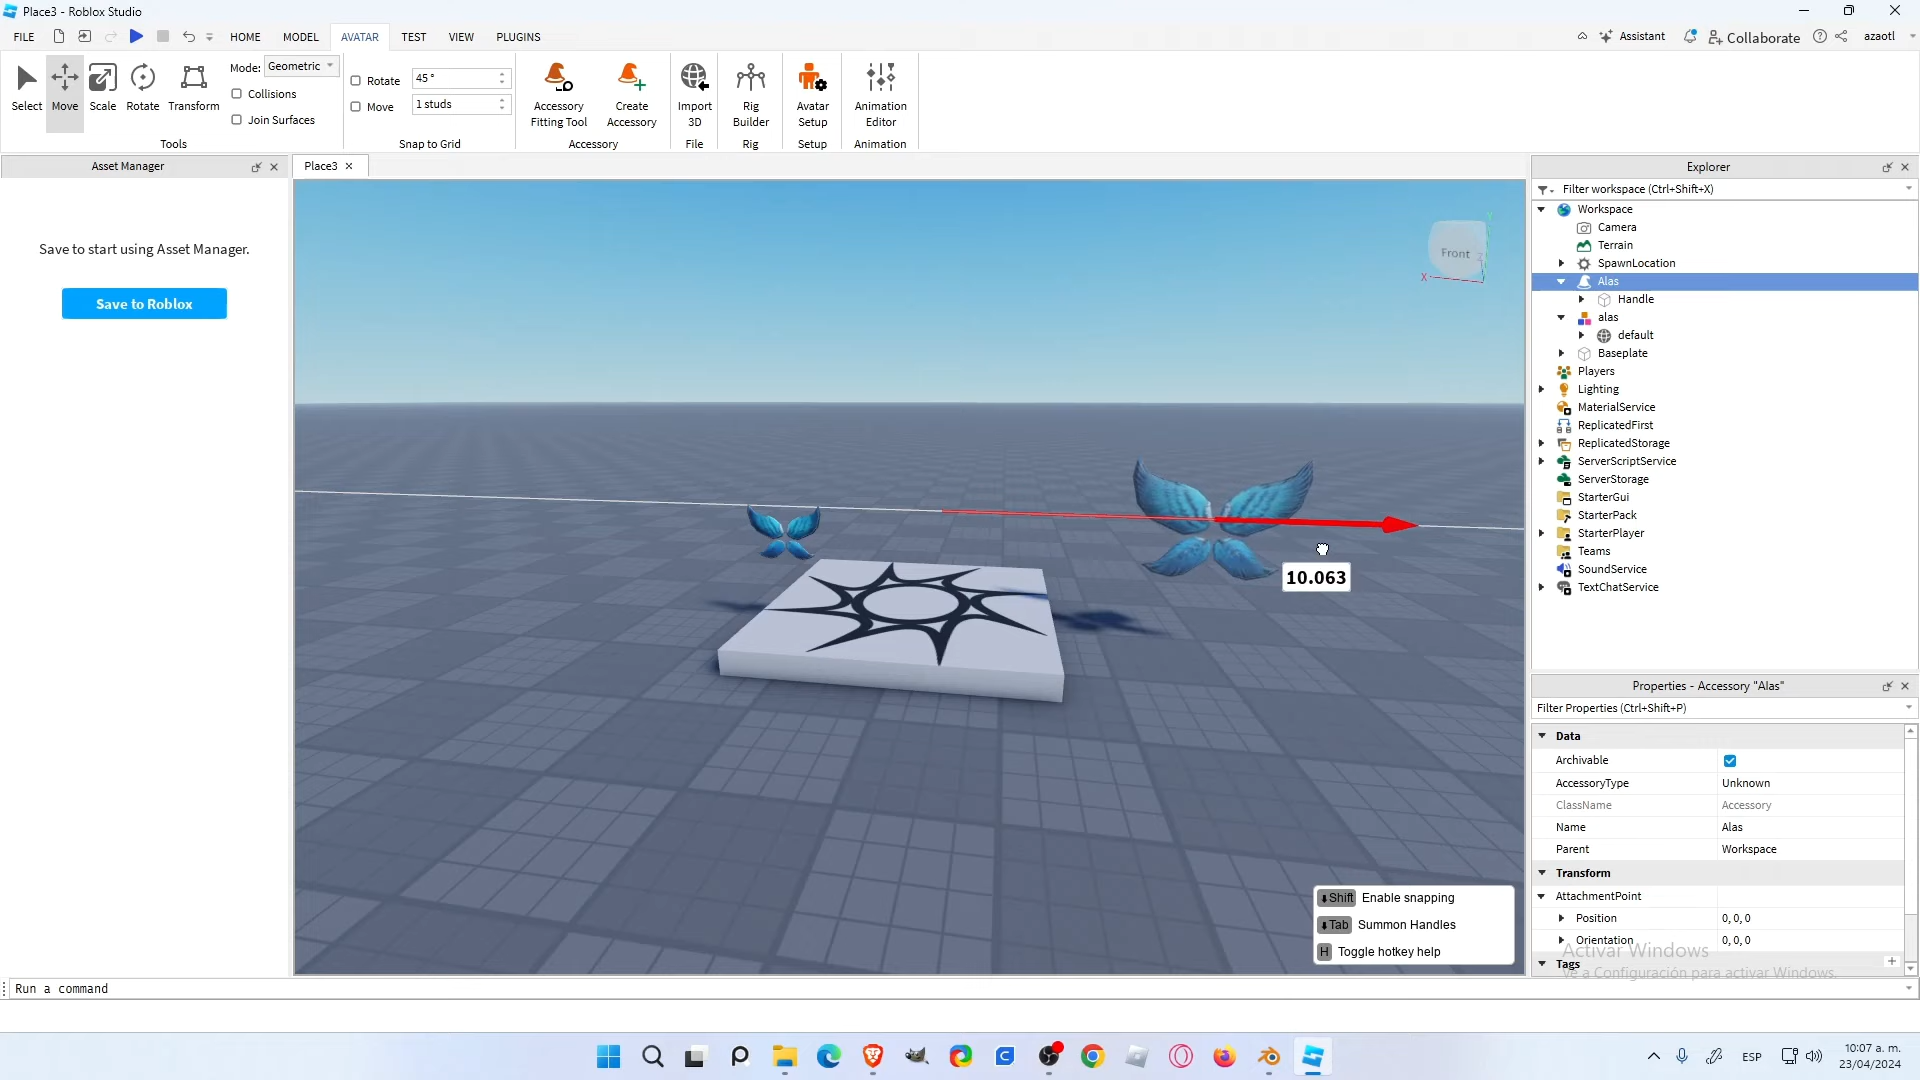 Place3 - Roblox Studio
FILE HOME MODEL AVATAR TEST VIEW PLUGINS Assistant Collaborate azaotl
Select Move Scale Rotate Transform
Mode: Geometric
Collisions
Join Surfaces
Tools
Rotate 45 °
Move 1 studs
Snap to Grid
Accessory Fitting Tool
Create Accessory
Accessory
Import 3D
File
Rig Builder
Rig
Avatar Setup
Setup
Animation Editor
Animation
Asset Manager
Save to start using Asset Manager.
Save to Roblox
Place3
Front
X
Y
Z
10.063
Shift Enable snapping
Tab Summon Handles
H Toggle hotkey help
Explorer
Filter workspace (Ctrl+Shift+X)
Workspace
Camera
Terrain
SpawnLocation
Alas
Handle
alas
default
Baseplate
Players
Lighting
MaterialService
ReplicatedFirst
ReplicatedStorage
ServerScriptService
ServerStorage
StarterGui
StarterPack
StarterPlayer
Teams
SoundService
TextChatService
Properties - Accessory "Alas"
Filter Properties (Ctrl+Shift+P)
Data
Archivable
AccessoryType Unknown
ClassName Accessory
Name Alas
Parent Workspace
Transform
AttachmentPoint
Position 0, 0, 0
Orientation 0, 0, 0
Tags
Activar Windows
Ve a Configuración para activar Windows.
Run a command
ESP
10:07 a. m.
23/04/2024